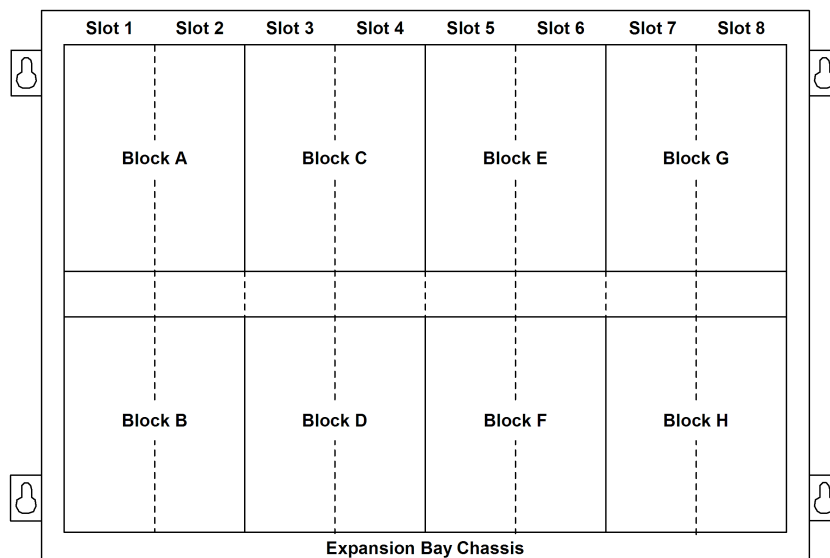 Slot 1 Slot 2 Slot 3 Slot 4 Slot 5 Slot 6 Slot 7 Slot 8
Block A Block C Block E Block G
Block B Block D Block F Block H
Expansion Bay Chassis